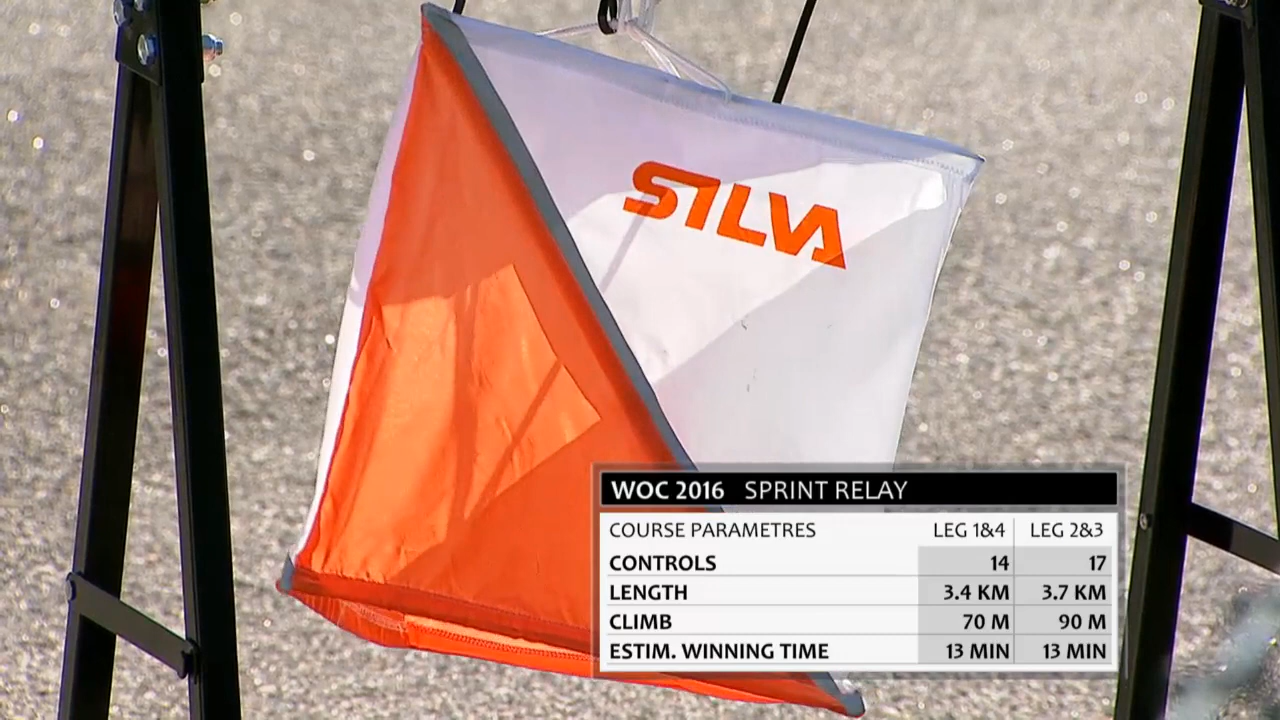 SILVA
WOC 2016 SPRINT RELAY
COURSE PARAMETRES LEG 1&4 LEG 2&3
CONTROLS 14 17
LENGTH 3.4 KM 3.7 KM
CLIMB 70 M 90 M
ESTIM. WINNING TIME 13 MIN 13 MIN